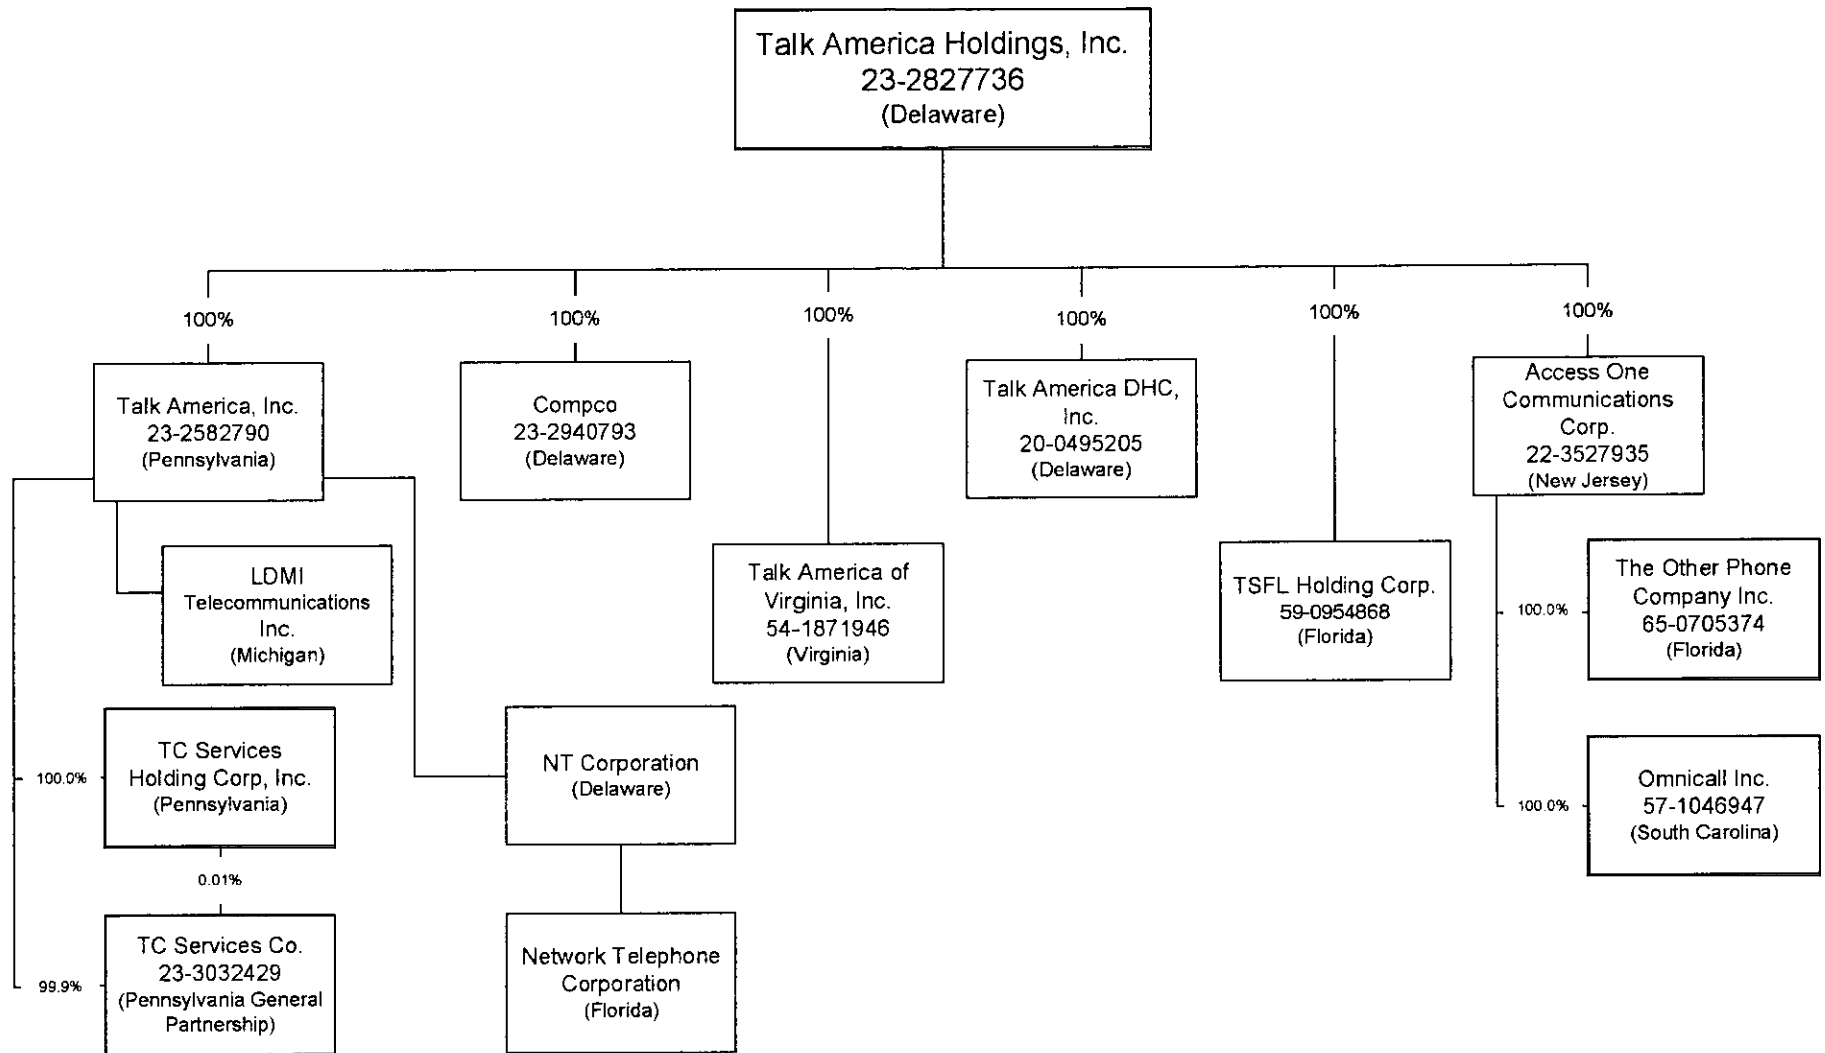 Talk America Holdings, Inc.
23-2827736
(Delaware)
100%
100%
100%
100%
100%
100%
Talk America, Inc.
23-2582790
(Pennsylvania)
Compco
23-2940793
(Delaware)
Talk America DHC,
Inc.
20-0495205
(Delaware)
Access One
Communications
Corp.
22-3527935
(New Jersey)
LDMI
Telecommunications
Inc.
(Michigan)
Talk America of
Virginia, Inc.
54-1871946
(Virginia)
TSFL Holding Corp.
59-0954868
(Florida)
100.0%
The Other Phone
Company Inc.
65-0705374
(Florida)
100.0%
TC Services
Holding Corp, Inc.
(Pennsylvania)
NT Corporation
(Delaware)
100.0%
Omnicall Inc.
57-1046947
(South Carolina)
0.01%
99.9%
TC Services Co.
23-3032429
(Pennsylvania General
Partnership)
Network Telephone
Corporation
(Florida)